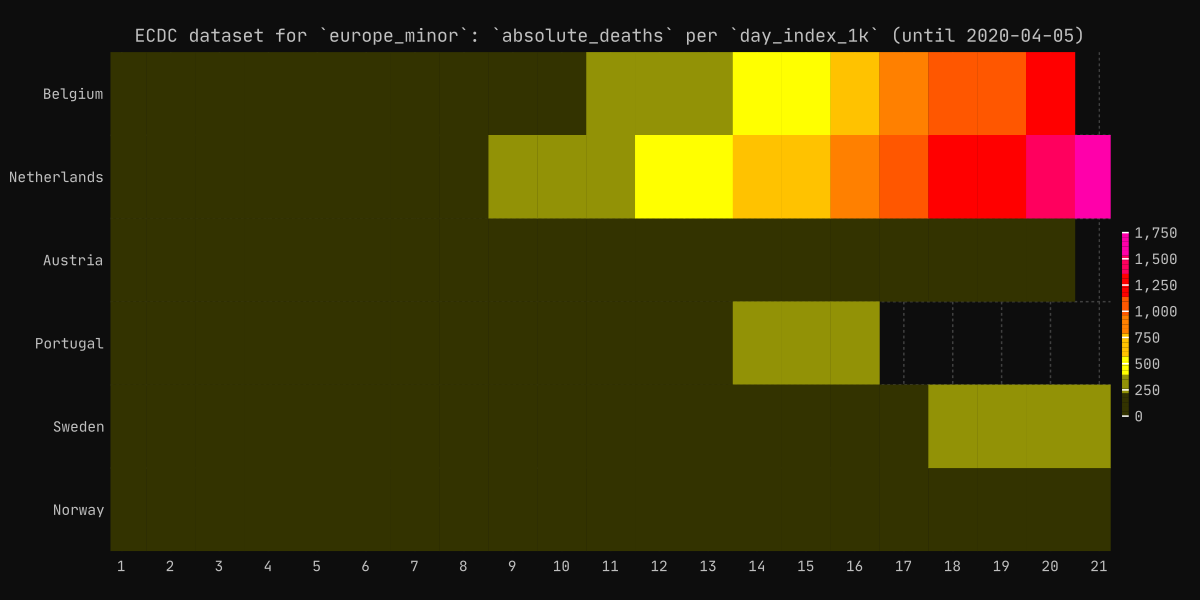 ECDC dataset for `europe_minor`: `absolute_deaths` per `day_index_1k` (until 2020-04-05)
Belgium
Netherlands
Austria
Portugal
Sweden
Norway
1,750
1,500
1,250
1,000
750
500
250
0
1 2 3 4 5 6 7 8 9 10 11 12 13 14 15 16 17 18 19 20 21